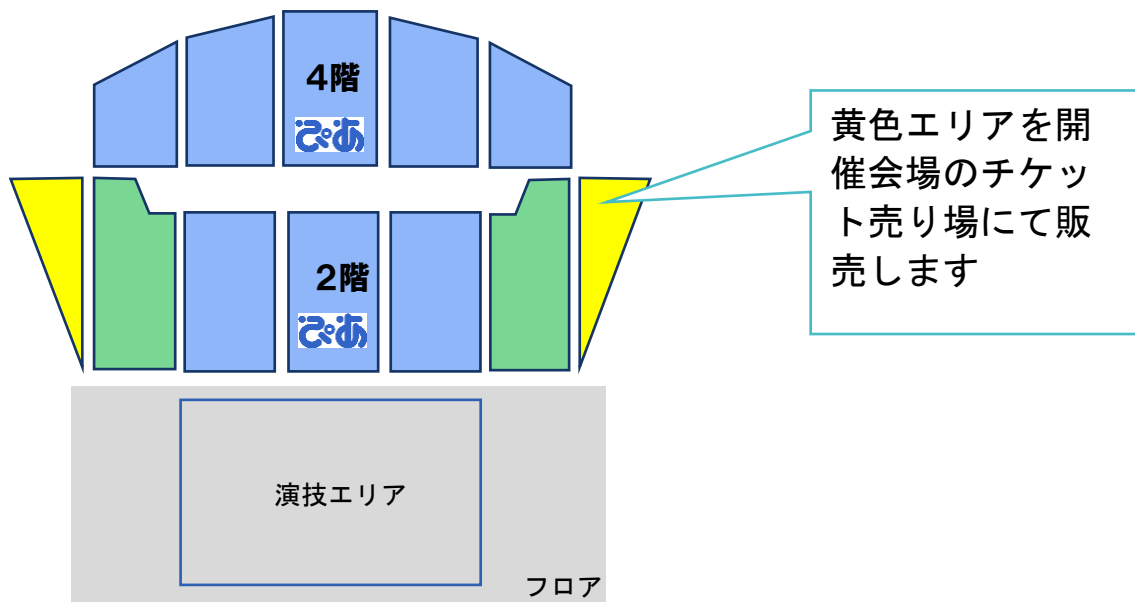 4階
ぴあ
黄色エリアを開
催会場のチケッ
ト売り場にて販
売します
2階
ぴあ
演技エリア
フロア